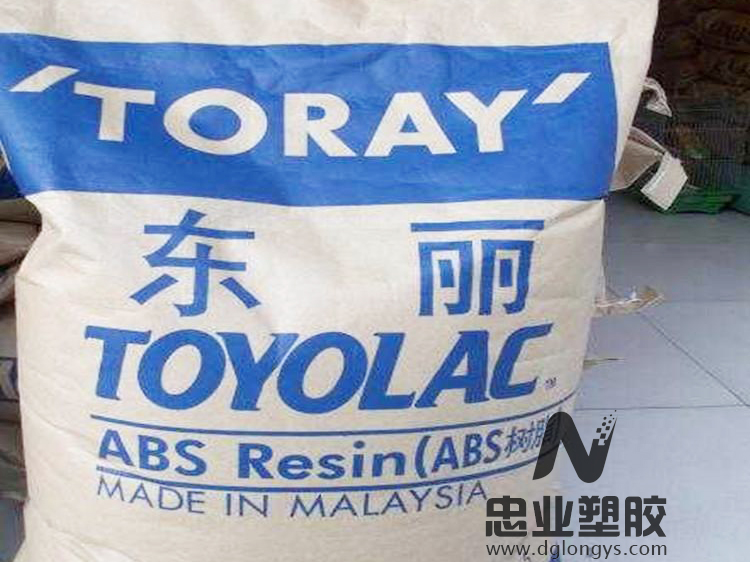 'TORAY'
东丽
TOYOLAC™
ABS Resin(ABS树脂)
MADE IN MALAYSIA
忠业塑胶
www.dglongys.com